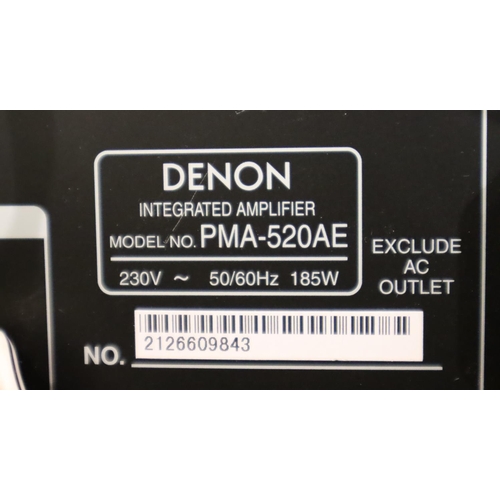 DENON
INTEGRATED AMPLIFIER
MODEL NO. PMA-520AE
230V ~ 50/60Hz 185W
EXCLUDE
AC
OUTLET
NO. 2126609843